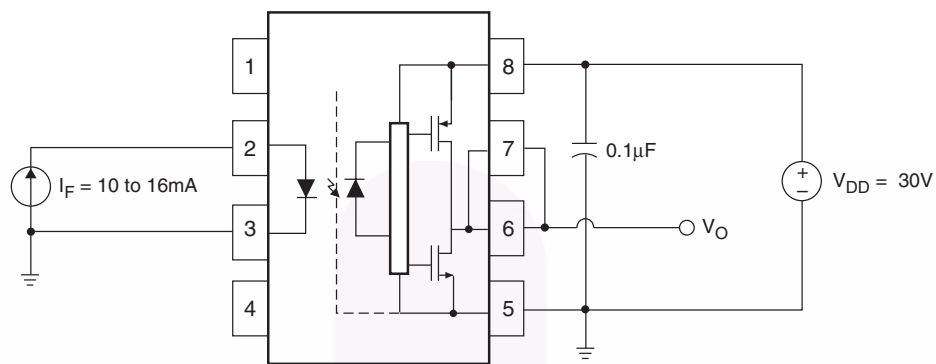 1
8
2
7
0.1μF
I_F = 10 to 16mA
+
–
V_DD = 30V
3
6
V_O
4
5